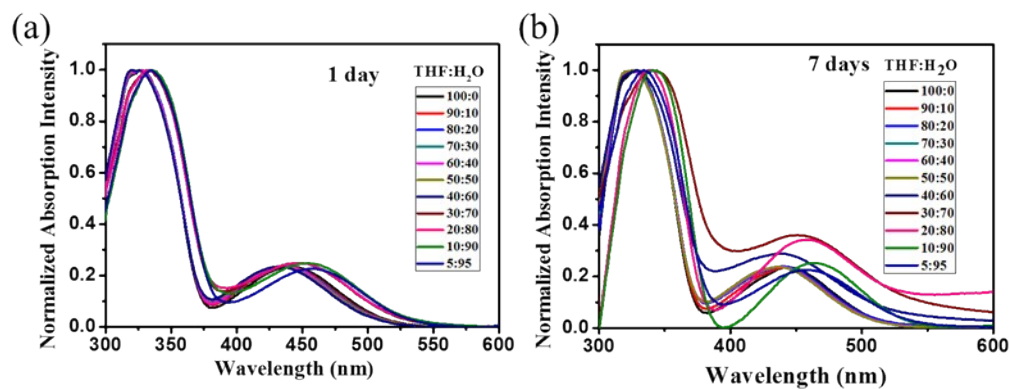 (a)
Normalized Absorption Intensity
1.0
0.8
0.6
0.4
0.2
0.0
1 day
THF:H2O
100:0
90:10
80:20
70:30
60:40
50:50
40:60
30:70
20:80
10:90
5:95
300 350 400 450 500 550 600
Wavelength (nm)
(b)
Normalized Absorption Intensity
1.0
0.8
0.6
0.4
0.2
0.0
7 days
THF:H2O
100:0
90:10
80:20
70:30
60:40
50:50
40:60
30:70
20:80
10:90
5:95
300 400 500 600
Wavelength (nm)